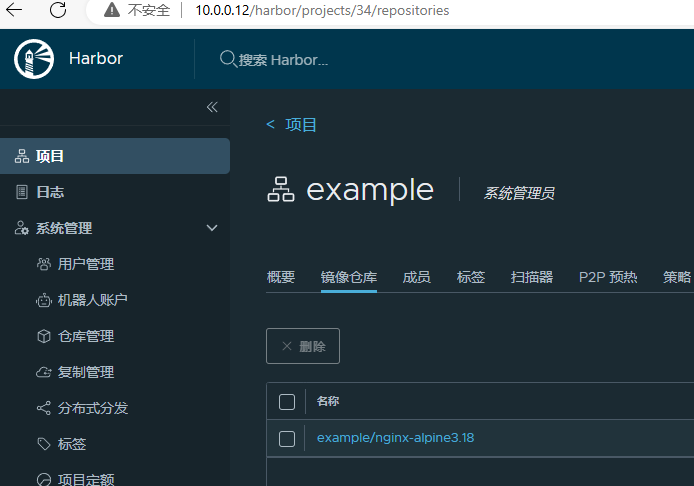 不安全 10.0.0.12/harbor/projects/34/repositories
Harbor
搜索 Harbor...
项目
日志
系统管理
用户管理
机器人账户
仓库管理
复制管理
分布式分发
标签
项目定额
< 项目
example
系统管理员
概要 镜像仓库 成员 标签 扫描器 P2P 预热 策略
× 删除
名称
example/nginx-alpine3.18